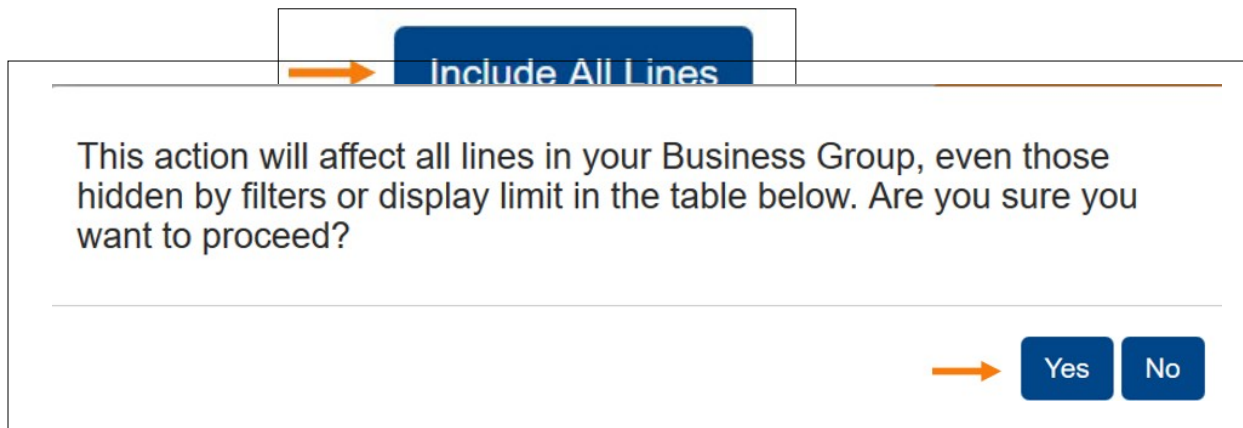 Include All Lines
This action will affect all lines in your Business Group, even those
hidden by filters or display limit in the table below. Are you sure you
want to proceed?
Yes No